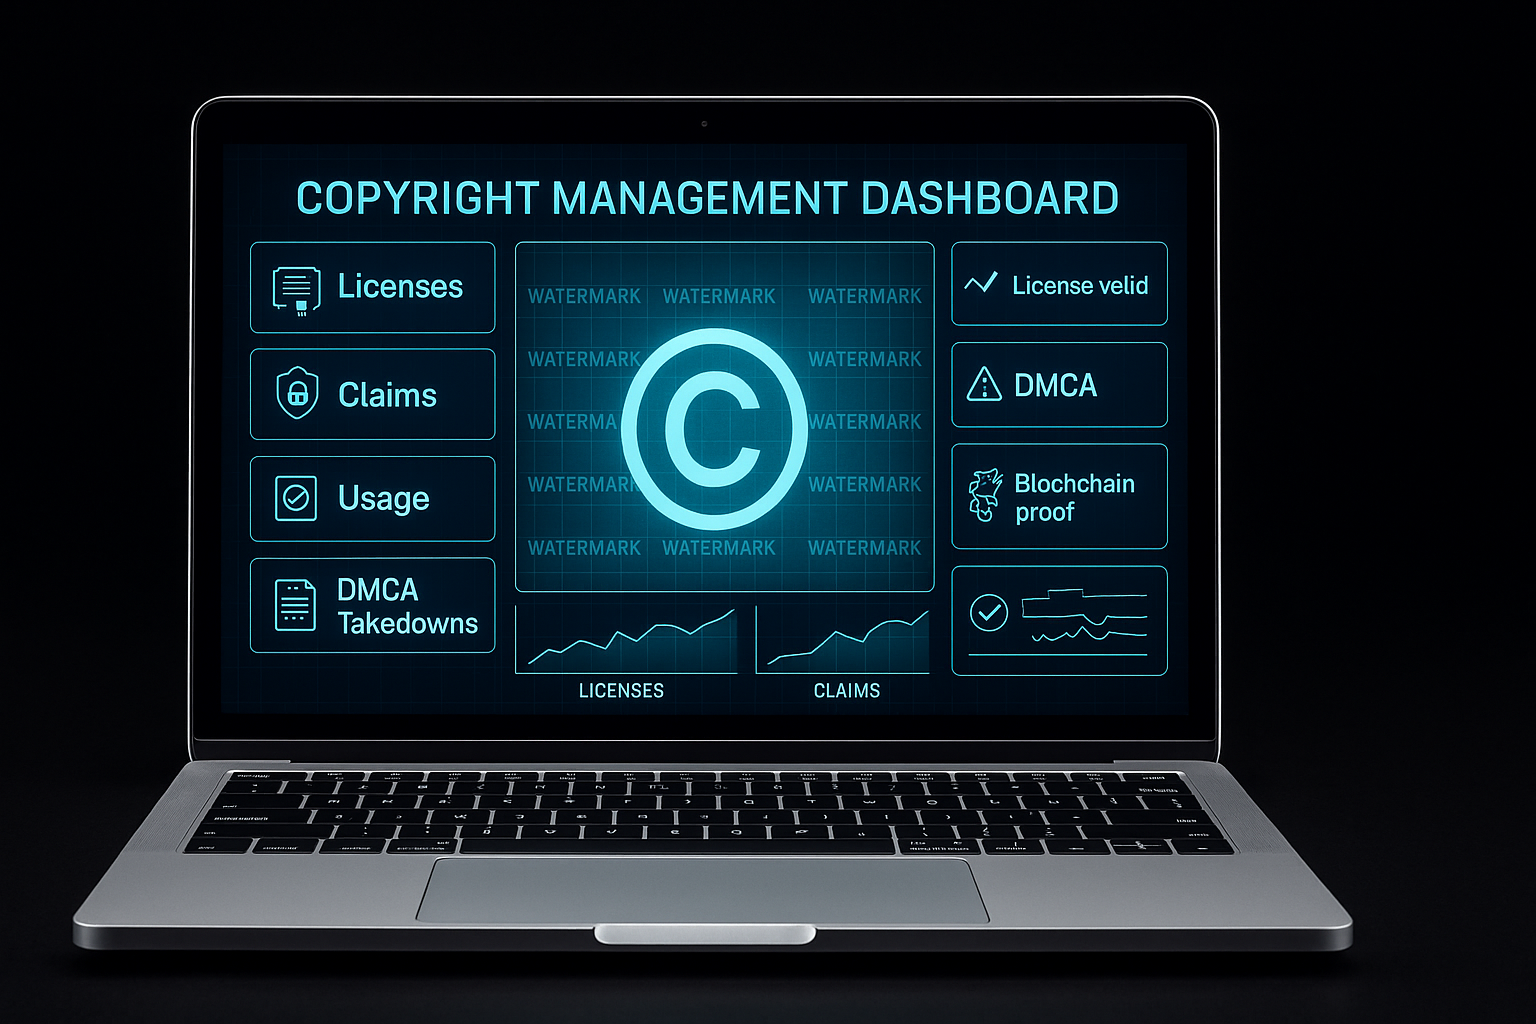 COPYRIGHT MANAGEMENT DASHBOARD
Licenses
Claims
Usage
DMCA
Takedowns
WATERMARK WATERMARK WATERMARK
WATERMARK WATERMARK
WATERMA WATERMARK
WATERMARK WATERMARK
WATERMARK WATERMARK WATERMARK
©
LICENSES
CLAIMS
License velid
DMCA
Blochchain
proof